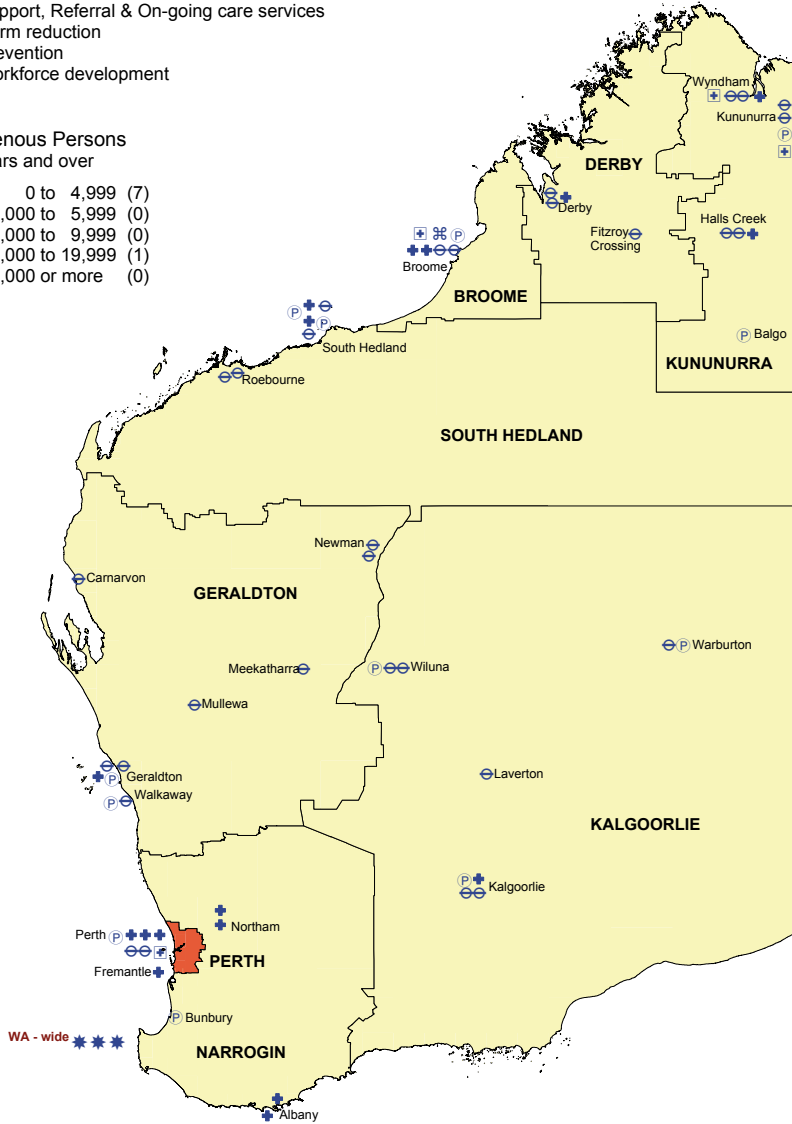 pport, Referral & On-going care services
rm reduction
evention
orkforce development
enous Persons
ars and over
0 to 4,999 (7)
,000 to 5,999 (0)
,000 to 9,999 (0)
,000 to 19,999 (1)
,000 or more (0)
Wyndham
Kununurra
P
DERBY
Derby
Fitzroy
Crossing
Halls Creek
P
Broome
BROOME
P
P
South Hedland
P Balgo
KUNUNURRA
Roebourne
SOUTH HEDLAND
Newman
Carnarvon
GERALDTON
P Warburton
Meekatharra
P Wiluna
Mullewa
P Geraldton
P Walkaway
Laverton
KALGOORLIE
P Kalgoorlie
Perth P
Northam
Fremantle
PERTH
P Bunbury
WA - wide
NARROGIN
Albany